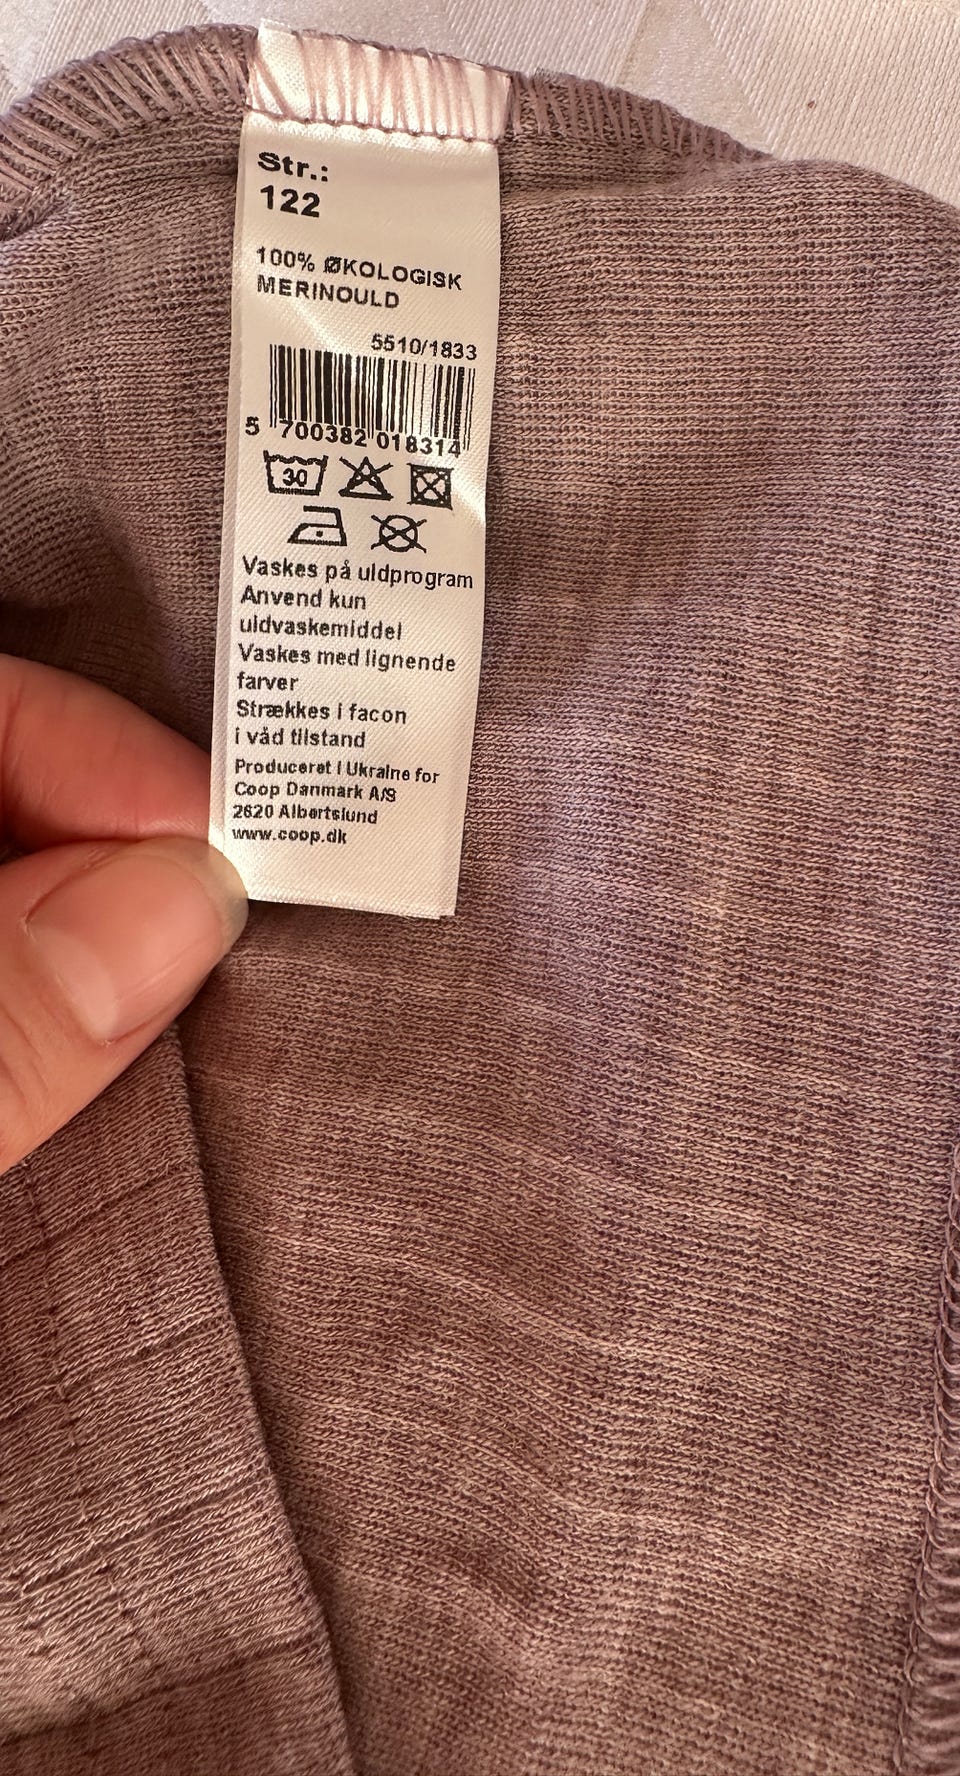 Str.:
122
100% ØKOLOGISK
MERINOULD
5510/1833
5 700382 018314
30
Vaskes på uldprogram
Anvend kun
uldvaskemiddel
Vaskes med lignende
farver
Strækkes i facon
i våd tilstand
Produceret i Ukraine for
Coop Danmark A/S
2620 Albertslund
www.coop.dk